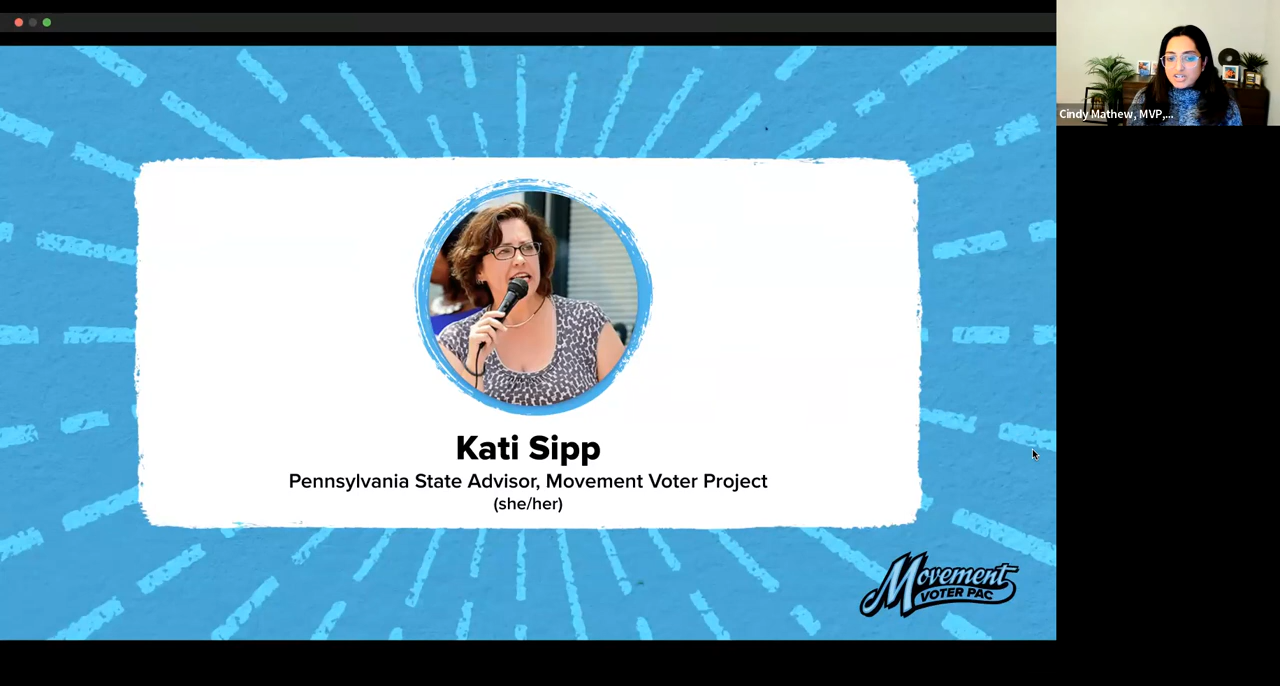 Cindy Mathew, MVP,...
Kati Sipp
Pennsylvania State Advisor, Movement Voter Project
(she/her)
Movement
VOTER PAC